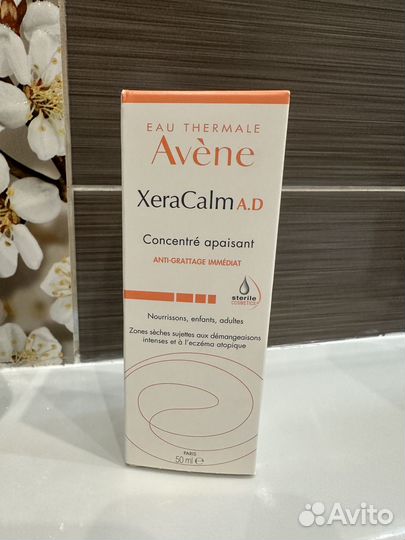 EAU THERMALE
Avène
XeraCalm A.D
Concentré apaisant
ANTI-GRATTAGE IMMÉDIAT
sterile
COSMETICS
Nourrissons, enfants, adultes
Zones sèches sujettes aux démangeaisons
intenses et à l'eczéma atopique
PARIS
50 ml ℮
Avito